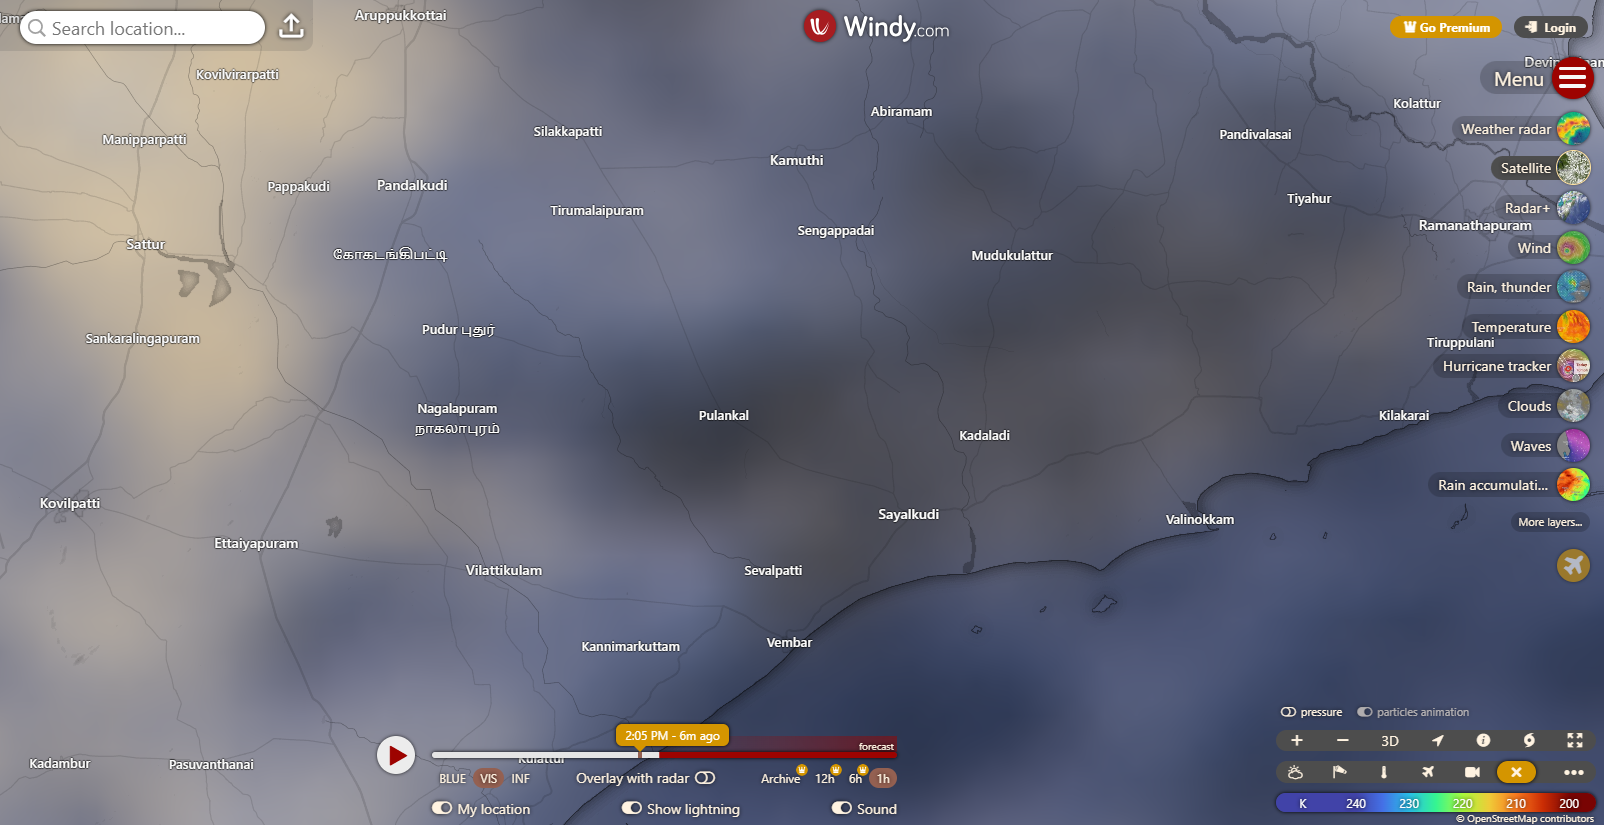 Search location...
Aruppukkottai
Windy.com
Go Premium
Login
Menu
Kovilvirarpatti
Kolattur
Abiramam
Silakkapatti
Pandivalasai
Weather radar
Manipparpatti
Kamuthi
Satellite
Pappakudi
Pandalkudi
Tiyahur
Tirumalaipuram
Radar+
Ramanathapuram
Sengappadai
Sattur
Wind
கோகடங்கிபட்டி
Mudukulattur
Rain, thunder
Temperature
Pudur புதுர்
Sankaralingapuram
Tiruppulani
Hurricane tracker
Nagalapuram
நாகலாபுரம்
Clouds
Pulankal
Kilakarai
Kadaladi
Waves
Rain accumulati...
Kovilpatti
Sayalkudi
Valinokkam
More layers...
Ettaiyapuram
Vilattikulam
Sevalpatti
Kannimarkuttam
Vembar
pressure
particles animation
2:05 PM - 6m ago
forecast
3D
Kadambur
Pasuvanthanai
Kulattur
BLUE VIS INF
Overlay with radar
Archive 12h 6h 1h
My location
Show lightning
Sound
K 240 230 220 210 200
© OpenStreetMap contributors